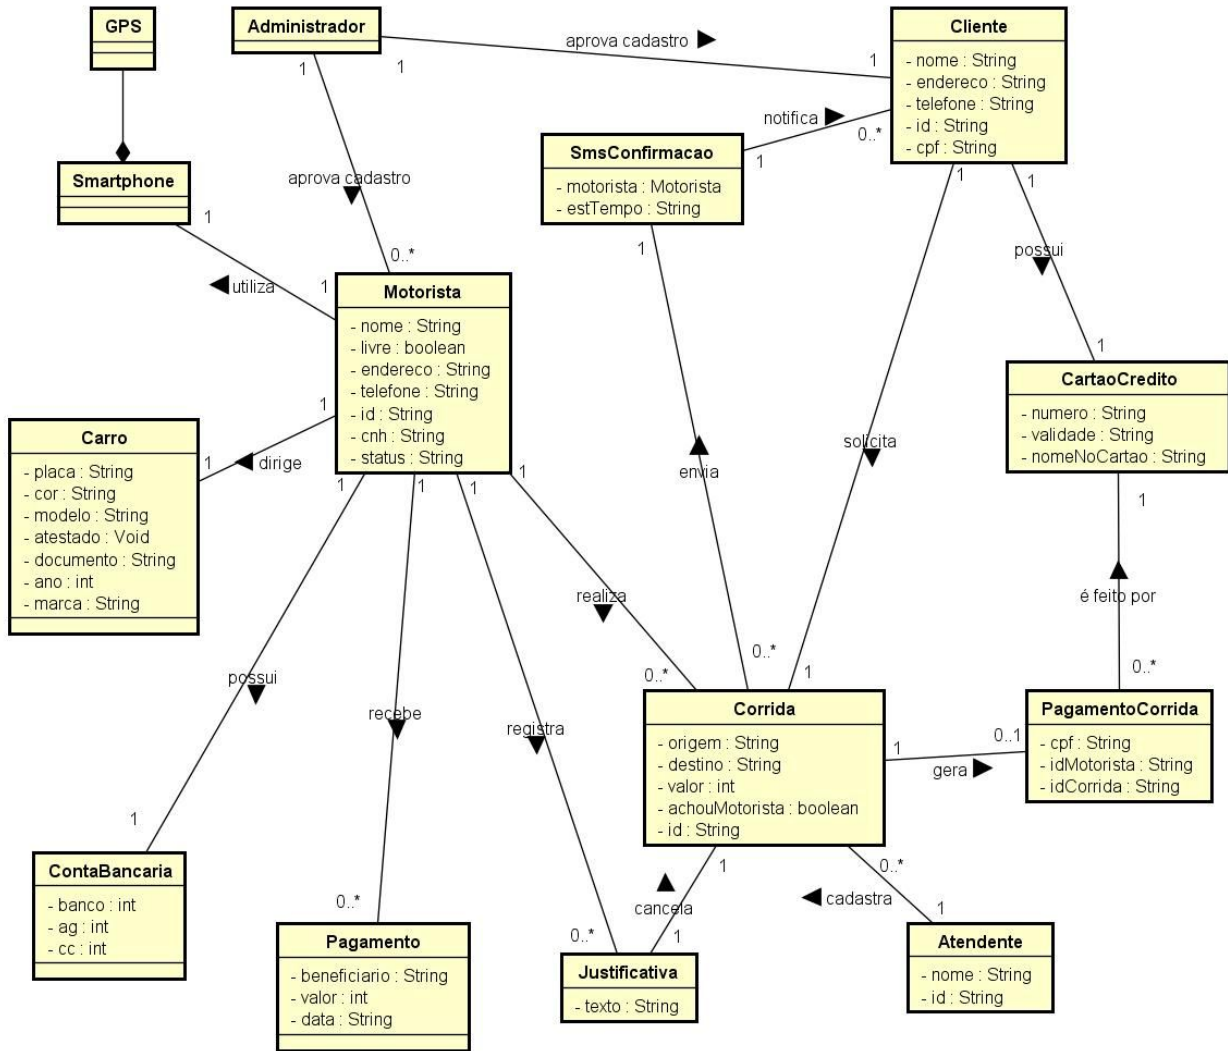 GPS
Administrador
1
1
aprova cadastro
1
Cliente
- nome : String
- endereco : String
- telefone : String
- id : String
- cpf : String
1
1
notifica
0..*
SmsConfirmacao
- motorista : Motorista
- estTempo : String
1
1
Smartphone
1
aprova cadastro
0..*
utiliza
1
Motorista
- nome : String
- livre : boolean
- endereco : String
- telefone : String
- id : String
- cnh : String
- status : String
possui
1
CartaoCredito
- numero : String
- validade : String
- nomeNoCartao : String
1
Carro
- placa : String
- cor : String
- modelo : String
- atestado : Void
- documento : String
- ano : int
- marca : String
1
dirige
1
1
1
1
1
envia
solicita
é feito por
realiza
0..*
0..*
1
0..*
possui
recebe
registra
Corrida
- origem : String
- destino : String
- valor : int
- achouMotorista : boolean
- id : String
1
gera
0..1
PagamentoCorrida
- cpf : String
- idMotorista : String
- idCorrida : String
1
ContaBancaria
- banco : int
- ag : int
- cc : int
0..*
Pagamento
- beneficiario : String
- valor : int
- data : String
0..*
Justificativa
- texto : String
1
cancela
1
0..*
cadastra
1
Atendente
- nome : String
- id : String